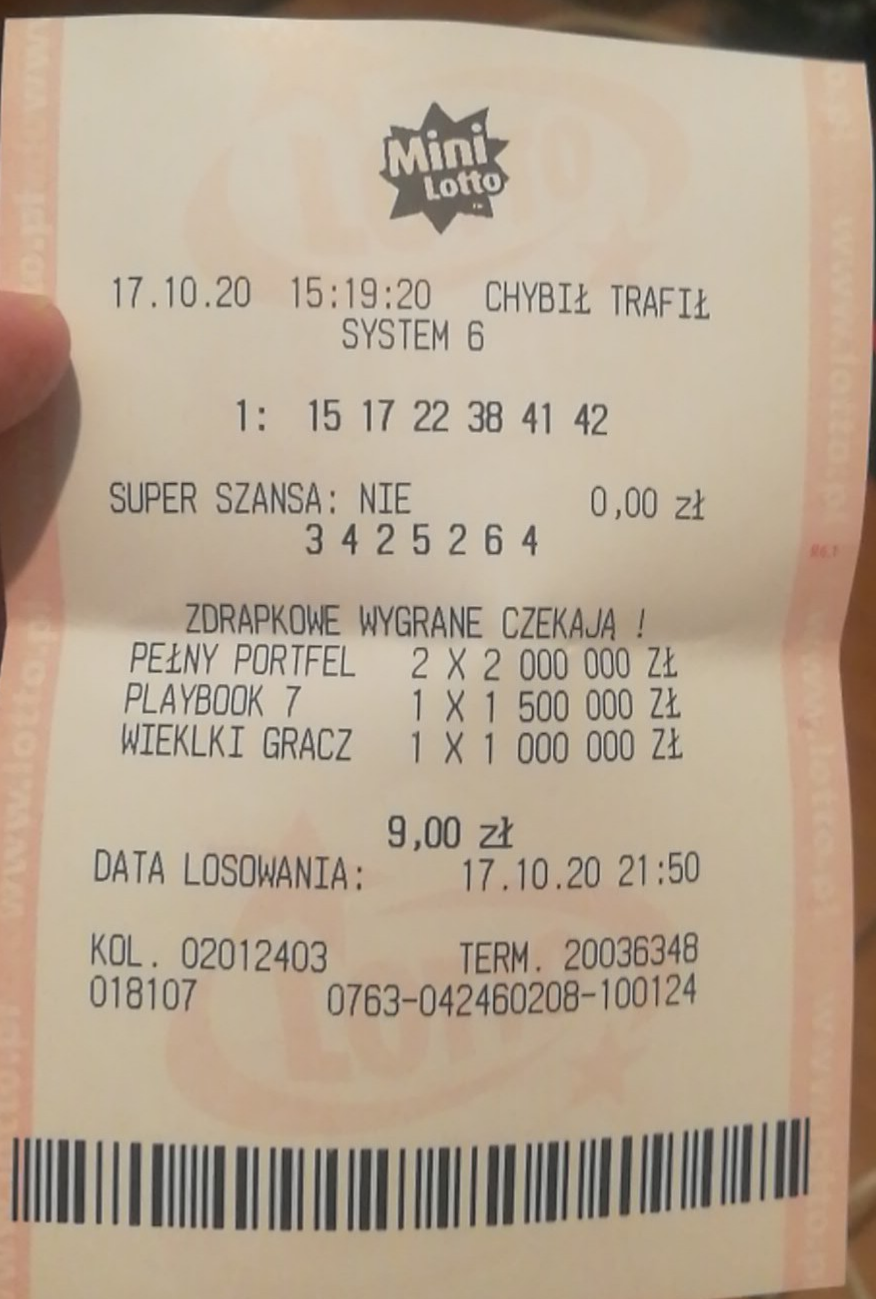 Mini
Lotto
17.10.20 15:19:20 CHYBIŁ TRAFIŁ
SYSTEM 6
1: 15 17 22 38 41 42
SUPER SZANSA: NIE 0,00 zł
3 4 2 5 2 6 4
ZDRAPKOWE WYGRANE CZEKAJĄ !
PEŁNY PORTFEL 2 X 2 000 000 ZŁ
PLAYBOOK 7 1 X 1 500 000 ZŁ
WIEKLKI GRACZ 1 X 1 000 000 ZŁ
9,00 zł
DATA LOSOWANIA: 17.10.20 21:50
KOL. 02012403 TERM. 20036348
018107 0763-042460208-100124
www.lotto.pl